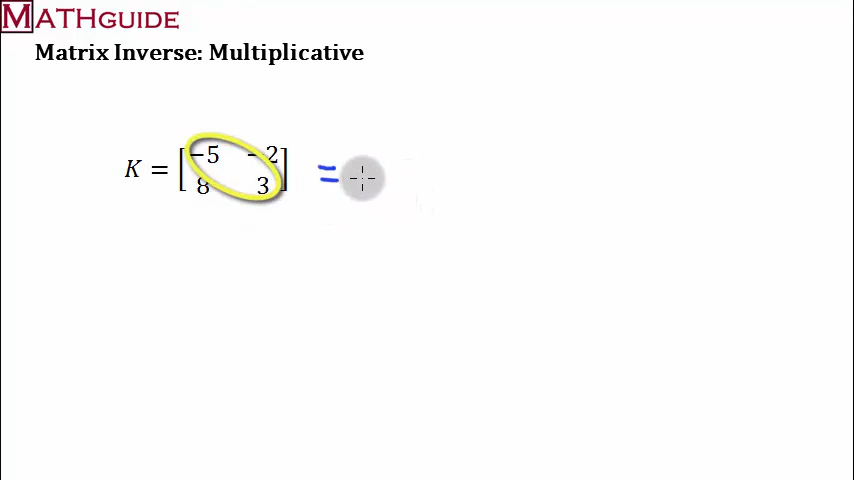 MATHGUIDE
Matrix Inverse: Multiplicative
K = [−5 −2
8 3] =